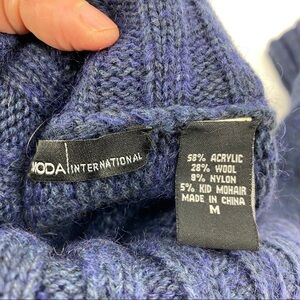 MODA INTERNATIONAL
58% ACRYLIC
28% WOOL
9% NYLON
5% KID MOHAIR
MADE IN CHINA
M